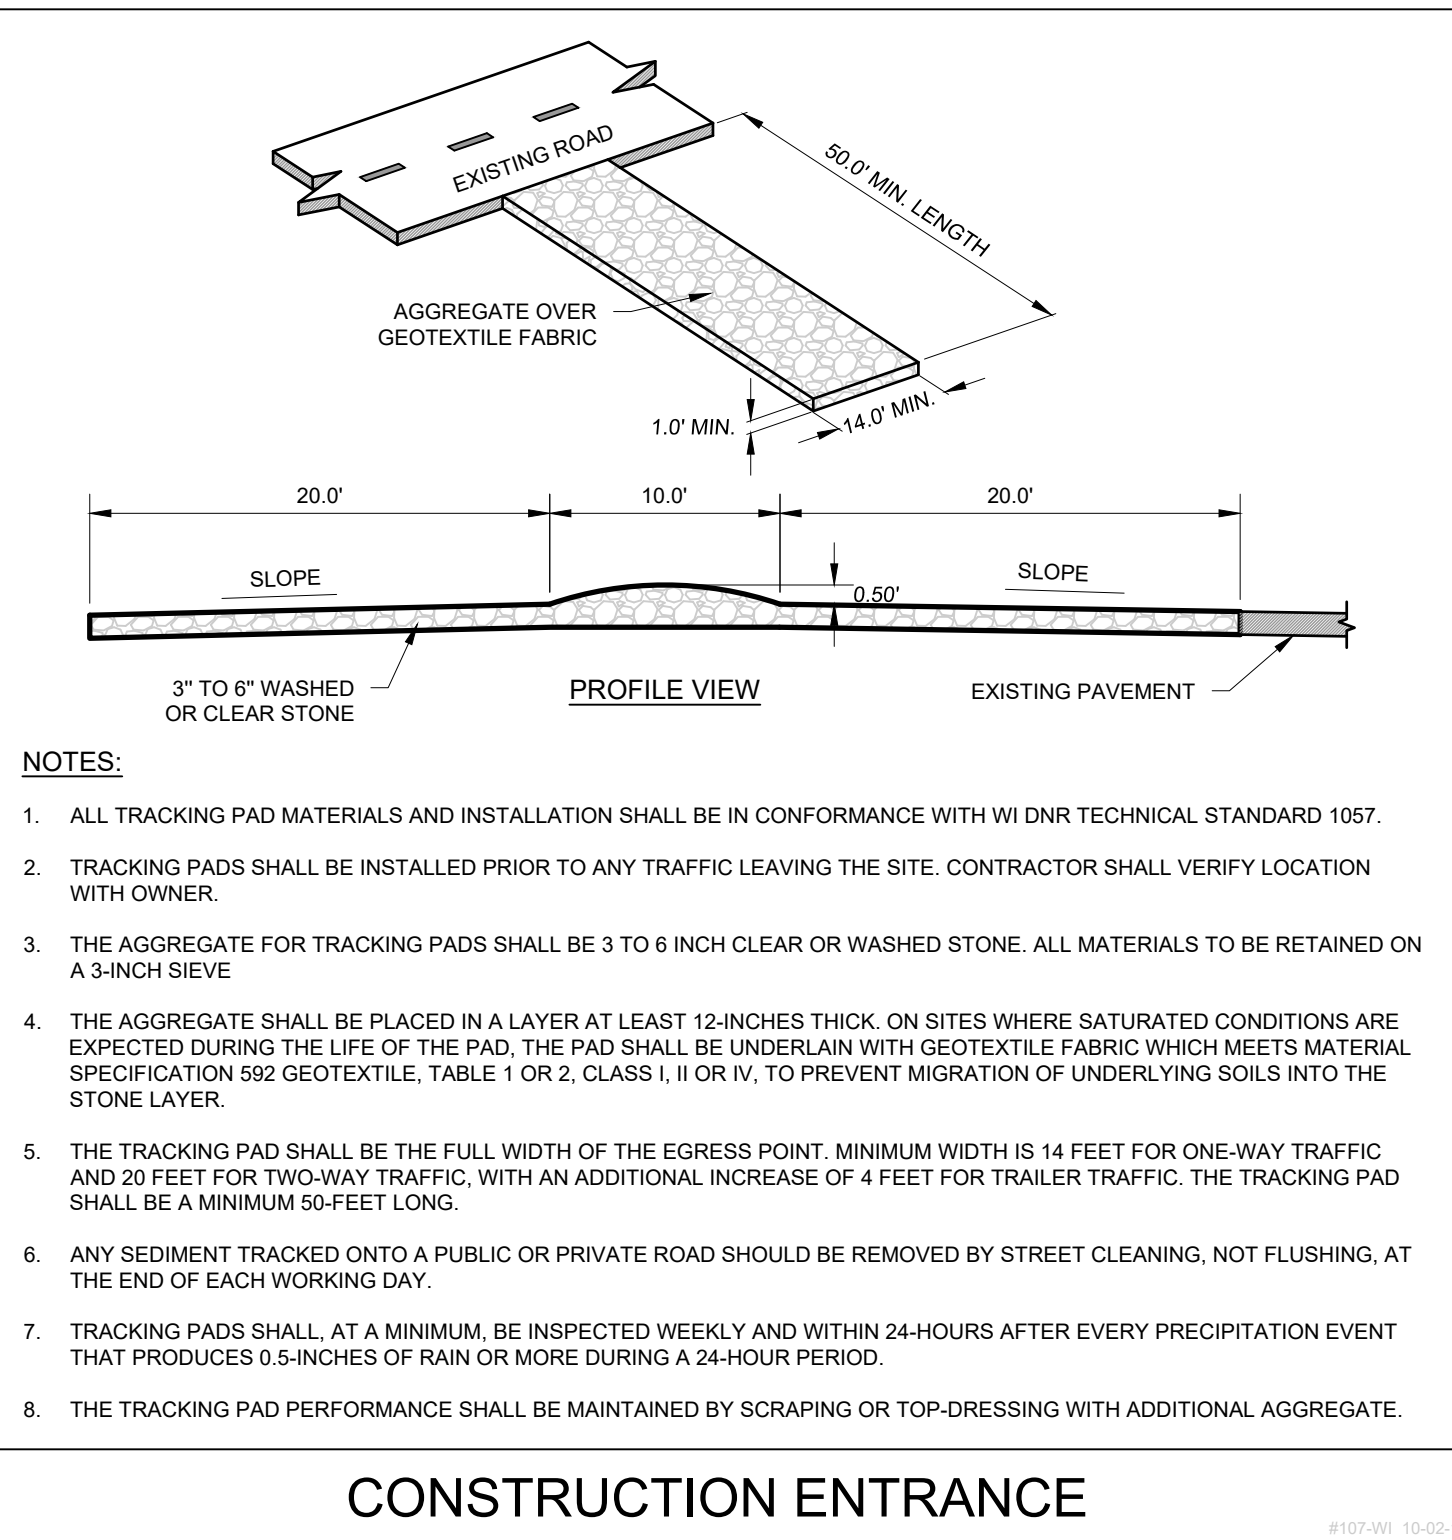 EXISTING ROAD
50.0' MIN. LENGTH
AGGREGATE OVER
GEOTEXTILE FABRIC
1.0' MIN.
14.0' MIN.
20.0'
10.0'
20.0'
SLOPE
SLOPE
0.50'
3" TO 6" WASHED
OR CLEAR STONE
PROFILE VIEW
EXISTING PAVEMENT
NOTES:
1. ALL TRACKING PAD MATERIALS AND INSTALLATION SHALL BE IN CONFORMANCE WITH WI DNR TECHNICAL STANDARD 1057.
2. TRACKING PADS SHALL BE INSTALLED PRIOR TO ANY TRAFFIC LEAVING THE SITE. CONTRACTOR SHALL VERIFY LOCATION
WITH OWNER.
3. THE AGGREGATE FOR TRACKING PADS SHALL BE 3 TO 6 INCH CLEAR OR WASHED STONE. ALL MATERIALS TO BE RETAINED ON
A 3-INCH SIEVE
4. THE AGGREGATE SHALL BE PLACED IN A LAYER AT LEAST 12-INCHES THICK. ON SITES WHERE SATURATED CONDITIONS ARE
EXPECTED DURING THE LIFE OF THE PAD, THE PAD SHALL BE UNDERLAIN WITH GEOTEXTILE FABRIC WHICH MEETS MATERIAL
SPECIFICATION 592 GEOTEXTILE, TABLE 1 OR 2, CLASS I, II OR IV, TO PREVENT MIGRATION OF UNDERLYING SOILS INTO THE
STONE LAYER.
5. THE TRACKING PAD SHALL BE THE FULL WIDTH OF THE EGRESS POINT. MINIMUM WIDTH IS 14 FEET FOR ONE-WAY TRAFFIC
AND 20 FEET FOR TWO-WAY TRAFFIC, WITH AN ADDITIONAL INCREASE OF 4 FEET FOR TRAILER TRAFFIC. THE TRACKING PAD
SHALL BE A MINIMUM 50-FEET LONG.
6. ANY SEDIMENT TRACKED ONTO A PUBLIC OR PRIVATE ROAD SHOULD BE REMOVED BY STREET CLEANING, NOT FLUSHING, AT
THE END OF EACH WORKING DAY.
7. TRACKING PADS SHALL, AT A MINIMUM, BE INSPECTED WEEKLY AND WITHIN 24-HOURS AFTER EVERY PRECIPITATION EVENT
THAT PRODUCES 0.5-INCHES OF RAIN OR MORE DURING A 24-HOUR PERIOD.
8. THE TRACKING PAD PERFORMANCE SHALL BE MAINTAINED BY SCRAPING OR TOP-DRESSING WITH ADDITIONAL AGGREGATE.
CONSTRUCTION ENTRANCE
#107-WI 10-02-